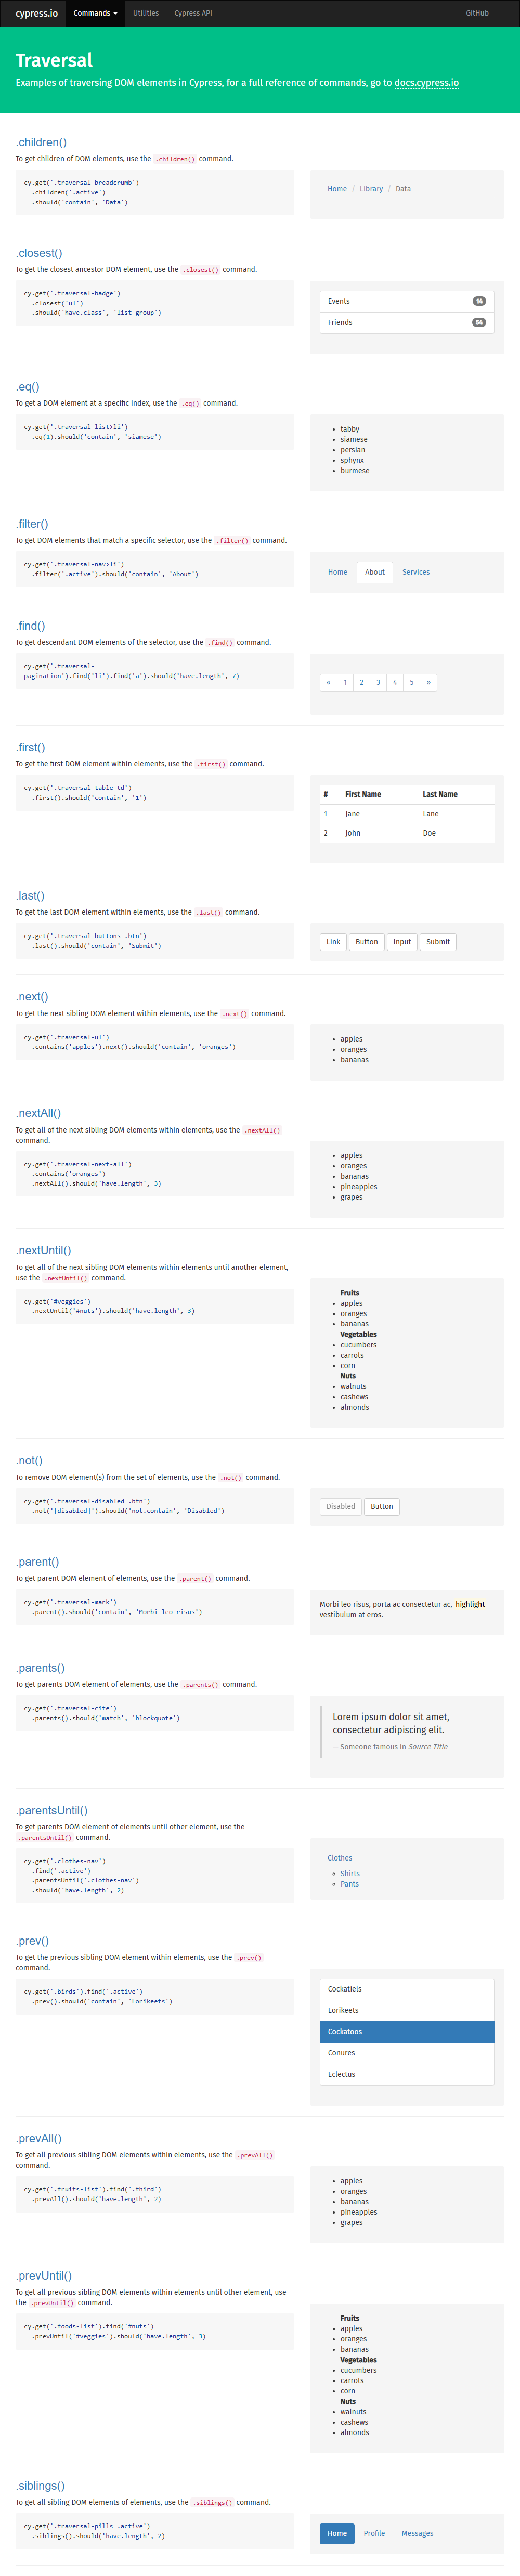 cypress.io Commands Utilities Cypress API GitHub
Traversal
Examples of traversing DOM elements in Cypress, for a full reference of commands, go to docs.cypress.io
.children()
To get children of DOM elements, use the .children() command.
cy.get('.traversal-breadcrumb')
.children('.active')
.should('contain', 'Data')
Home / Library / Data
.closest()
To get the closest ancestor DOM element, use the .closest() command.
cy.get('.traversal-badge')
.closest('ul')
.should('have.class', 'list-group')
Events 14
Friends 54
.eq()
To get a DOM element at a specific index, use the .eq() command.
cy.get('.traversal-list>li')
.eq(1).should('contain', 'siamese')
tabby
siamese
persian
sphynx
burmese
.filter()
To get DOM elements that match a specific selector, use the .filter() command.
cy.get('.traversal-nav>li')
.filter('.active').should('contain', 'About')
Home About Services
.find()
To get descendant DOM elements of the selector, use the .find() command.
cy.get('.traversal-
pagination').find('li').find('a').should('have.length', 7)
« 1 2 3 4 5 »
.first()
To get the first DOM element within elements, use the .first() command.
cy.get('.traversal-table td')
.first().should('contain', '1')
# First Name Last Name
1 Jane Lane
2 John Doe
.last()
To get the last DOM element within elements, use the .last() command.
cy.get('.traversal-buttons .btn')
.last().should('contain', 'Submit')
Link Button Input Submit
.next()
To get the next sibling DOM element within elements, use the .next() command.
cy.get('.traversal-ul')
.contains('apples').next().should('contain', 'oranges')
apples
oranges
bananas
.nextAll()
To get all of the next sibling DOM elements within elements, use the .nextAll()
command.
cy.get('.traversal-next-all')
.contains('oranges')
.nextAll().should('have.length', 3)
apples
oranges
bananas
pineapples
grapes
.nextUntil()
To get all of the next sibling DOM elements within elements until another element,
use the .nextUntil() command.
cy.get('#veggies')
.nextUntil('#nuts').should('have.length', 3)
Fruits
apples
oranges
bananas
Vegetables
cucumbers
carrots
corn
Nuts
walnuts
cashews
almonds
.not()
To remove DOM element(s) from the set of elements, use the .not() command.
cy.get('.traversal-disabled .btn')
.not('[disabled]').should('not.contain', 'Disabled')
Disabled Button
.parent()
To get parent DOM element of elements, use the .parent() command.
cy.get('.traversal-mark')
.parent().should('contain', 'Morbi leo risus')
Morbi leo risus, porta ac consectetur ac, highlight
vestibulum at eros.
.parents()
To get parents DOM element of elements, use the .parents() command.
cy.get('.traversal-cite')
.parents().should('match', 'blockquote')
Lorem ipsum dolor sit amet,
consectetur adipiscing elit.
— Someone famous in Source Title
.parentsUntil()
To get parents DOM element of elements until other element, use the
.parentsUntil() command.
cy.get('.clothes-nav')
.find('.active')
.parentsUntil('.clothes-nav')
.should('have.length', 2)
Clothes
Shirts
Pants
.prev()
To get the previous sibling DOM element within elements, use the .prev()
command.
cy.get('.birds').find('.active')
.prev().should('contain', 'Lorikeets')
Cockatiels
Lorikeets
Cockatoos
Conures
Eclectus
.prevAll()
To get all previous sibling DOM elements within elements, use the .prevAll()
command.
cy.get('.fruits-list').find('.third')
.prevAll().should('have.length', 2)
apples
oranges
bananas
pineapples
grapes
.prevUntil()
To get all previous sibling DOM elements within elements until other element, use
the .prevUntil() command.
cy.get('.foods-list').find('#nuts')
.prevUntil('#veggies').should('have.length', 3)
Fruits
apples
oranges
bananas
Vegetables
cucumbers
carrots
corn
Nuts
walnuts
cashews
almonds
.siblings()
To get all sibling DOM elements of elements, use the .siblings() command.
cy.get('.traversal-pills .active')
.siblings().should('have.length', 2)
Home Profile Messages